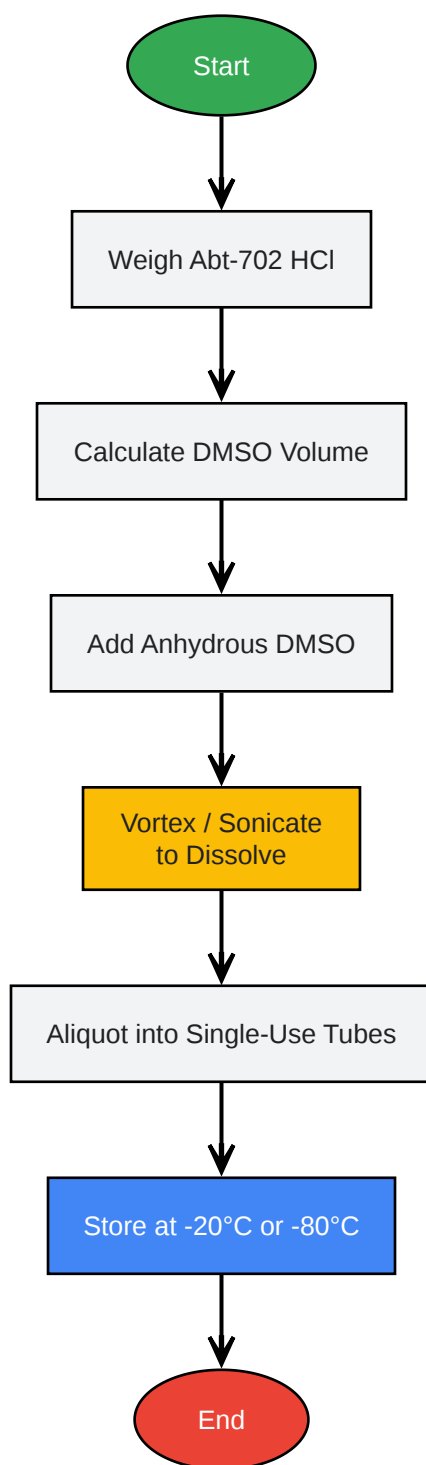 Start
Weigh Abt-702 HCl
Calculate DMSO Volume
Add Anhydrous DMSO
Vortex / Sonicate
to Dissolve
Aliquot into Single-Use Tubes
Store at -20°C or -80°C
End